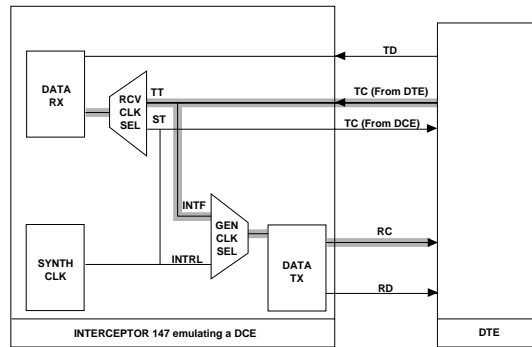 TD
DATA
RX
RCV
CLK
SEL
TT
TC (From DTE)
ST
TC (From DCE)
INTF
GEN
CLK
SEL
RC
SYNTH
CLK
INTRL
DATA
TX
RD
INTERCEPTOR 147 emulating a DCE
DTE